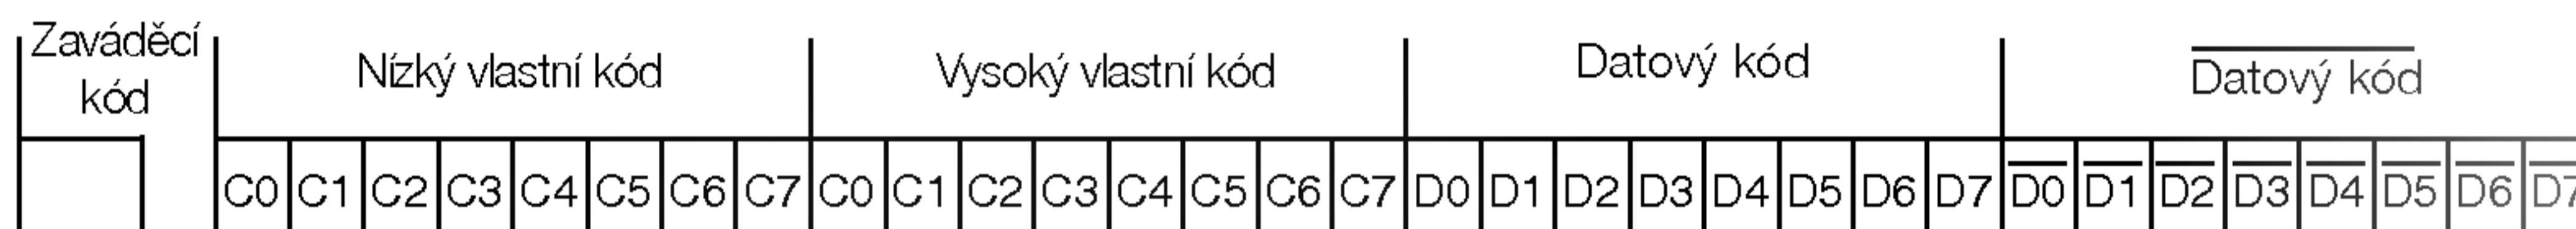 Zaváděcí
kód
Nízký vlastní kód
Vysoký vlastní kód
Datový kód
Datový kód
C0 C1 C2 C3 C4 C5 C6 C7 C0 C1 C2 C3 C4 C5 C6 C7 D0 D1 D2 D3 D4 D5 D6 D7 D0 D1 D2 D3 D4 D5 D6 D7